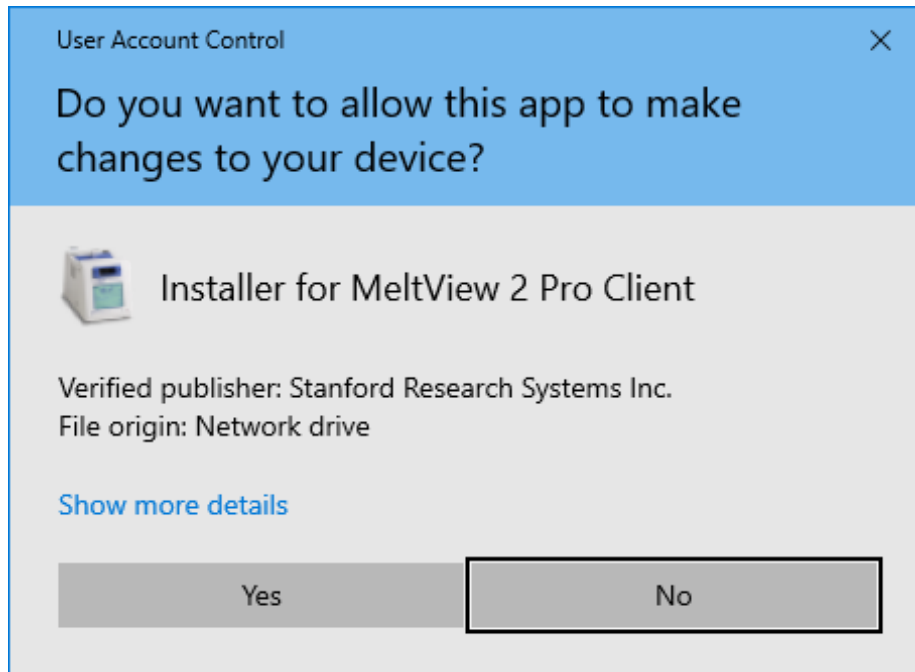 User Account Control
Do you want to allow this app to make
changes to your device?
Installer for MeltView 2 Pro Client
Verified publisher: Stanford Research Systems Inc.
File origin: Network drive
Show more details
Yes
No